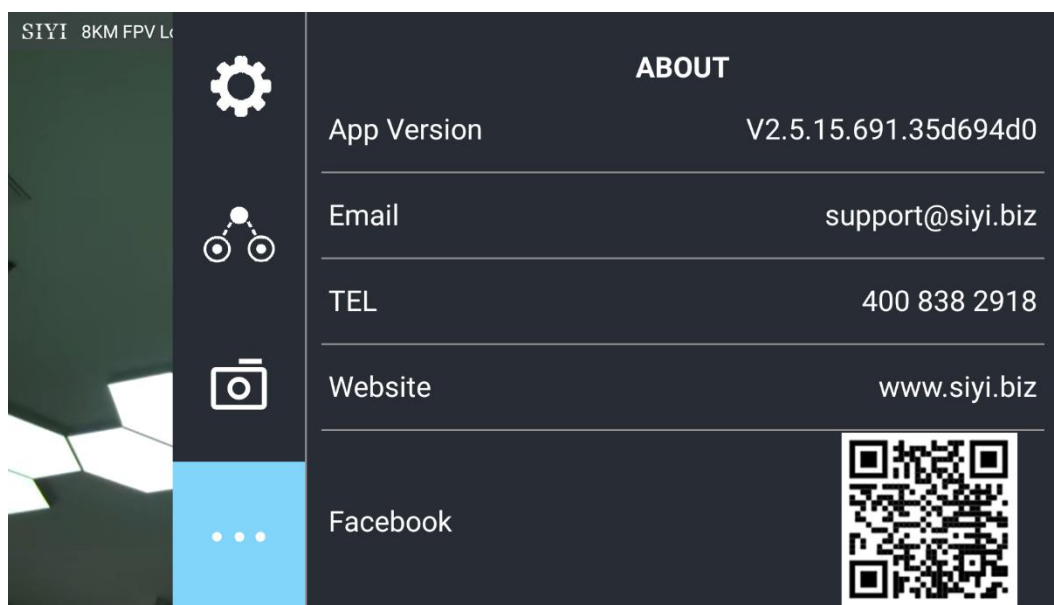 SIYI 8KM FPV
ABOUT
App Version V2.5.15.691.35d694d0
Email support@siyi.biz
TEL 400 838 2918
Website www.siyi.biz
Facebook